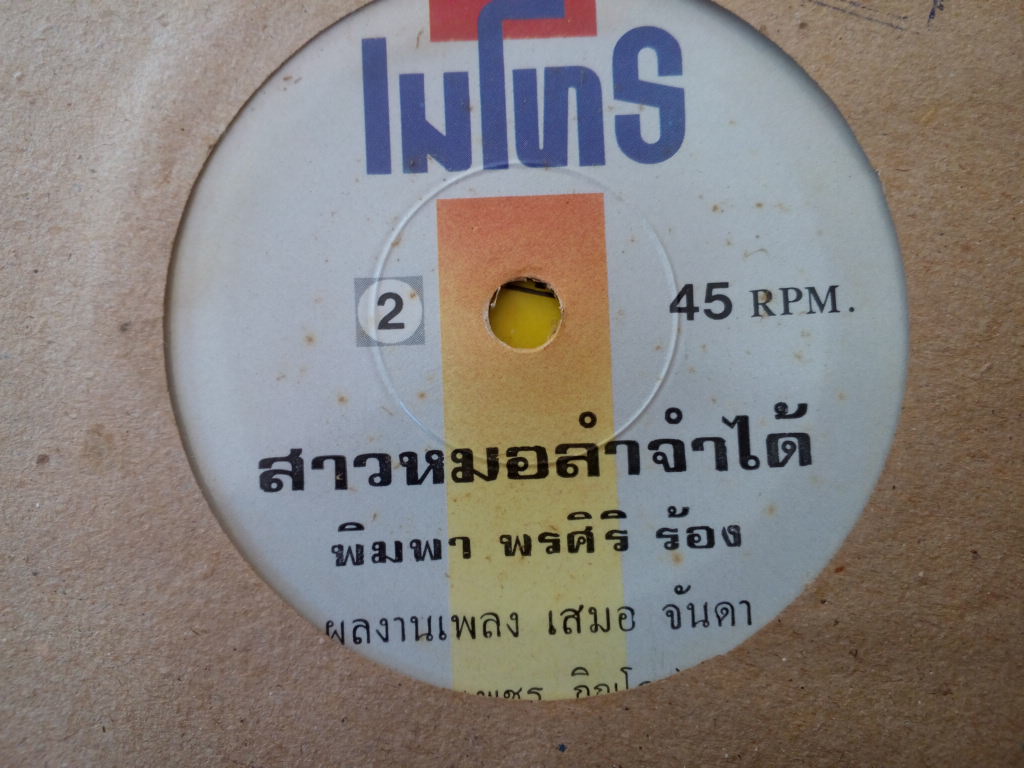 เมโทร
2
45 RPM.
สาวหมอลำจำได้
พิมพา พรศิริ ร้อง
ผลงานเพลง เสมอ จันดา